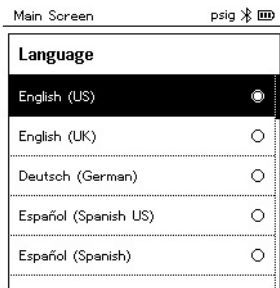 Main Screen psig
Language
English (US)
English (UK)
Deutsch (German)
Español (Spanish US)
Español (Spanish)